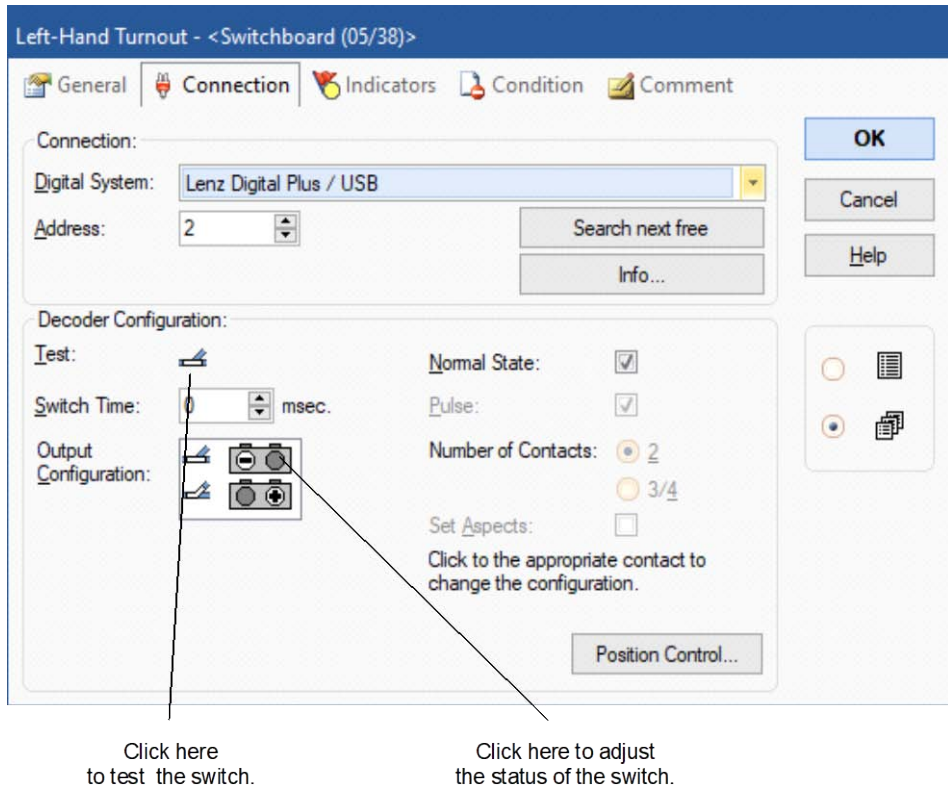 Left-Hand Turnout - <Switchboard (05/38)>
General Connection Indicators Condition Comment
Connection:
Digital System: Lenz Digital Plus / USB
Address: 2
Search next free
Info...
OK
Cancel
Help
Decoder Configuration:
Test:
Switch Time: 0 msec.
Output
Configuration:
Normal State:
Pulse:
Number of Contacts: 2
3/4
Set Aspects:
Click to the appropriate contact to
change the configuration.
Position Control...
Click here
to test the switch.
Click here to adjust
the status of the switch.